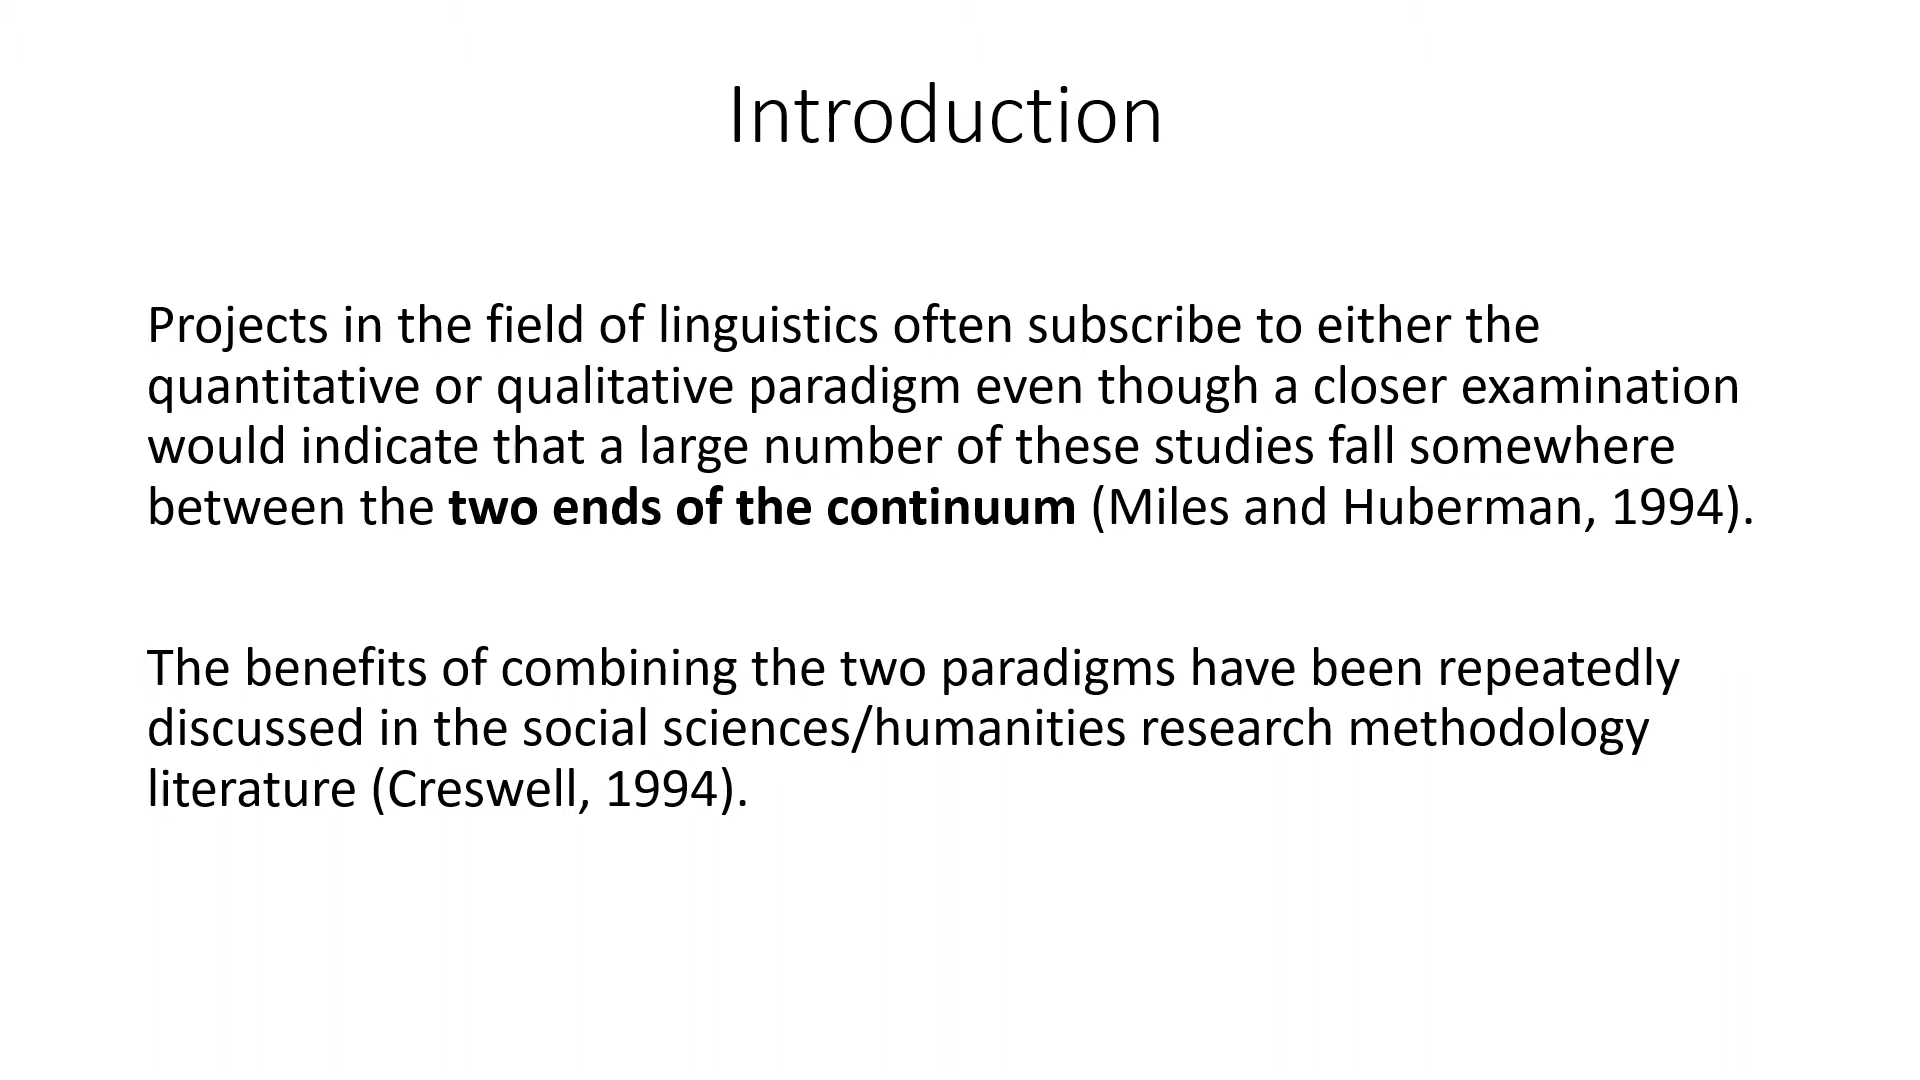 Introduction
Projects in the field of linguistics often subscribe to either the
quantitative or qualitative paradigm even though a closer examination
would indicate that a large number of these studies fall somewhere
between the two ends of the continuum (Miles and Huberman, 1994).
The benefits of combining the two paradigms have been repeatedly
discussed in the social sciences/humanities research methodology
literature (Creswell, 1994).